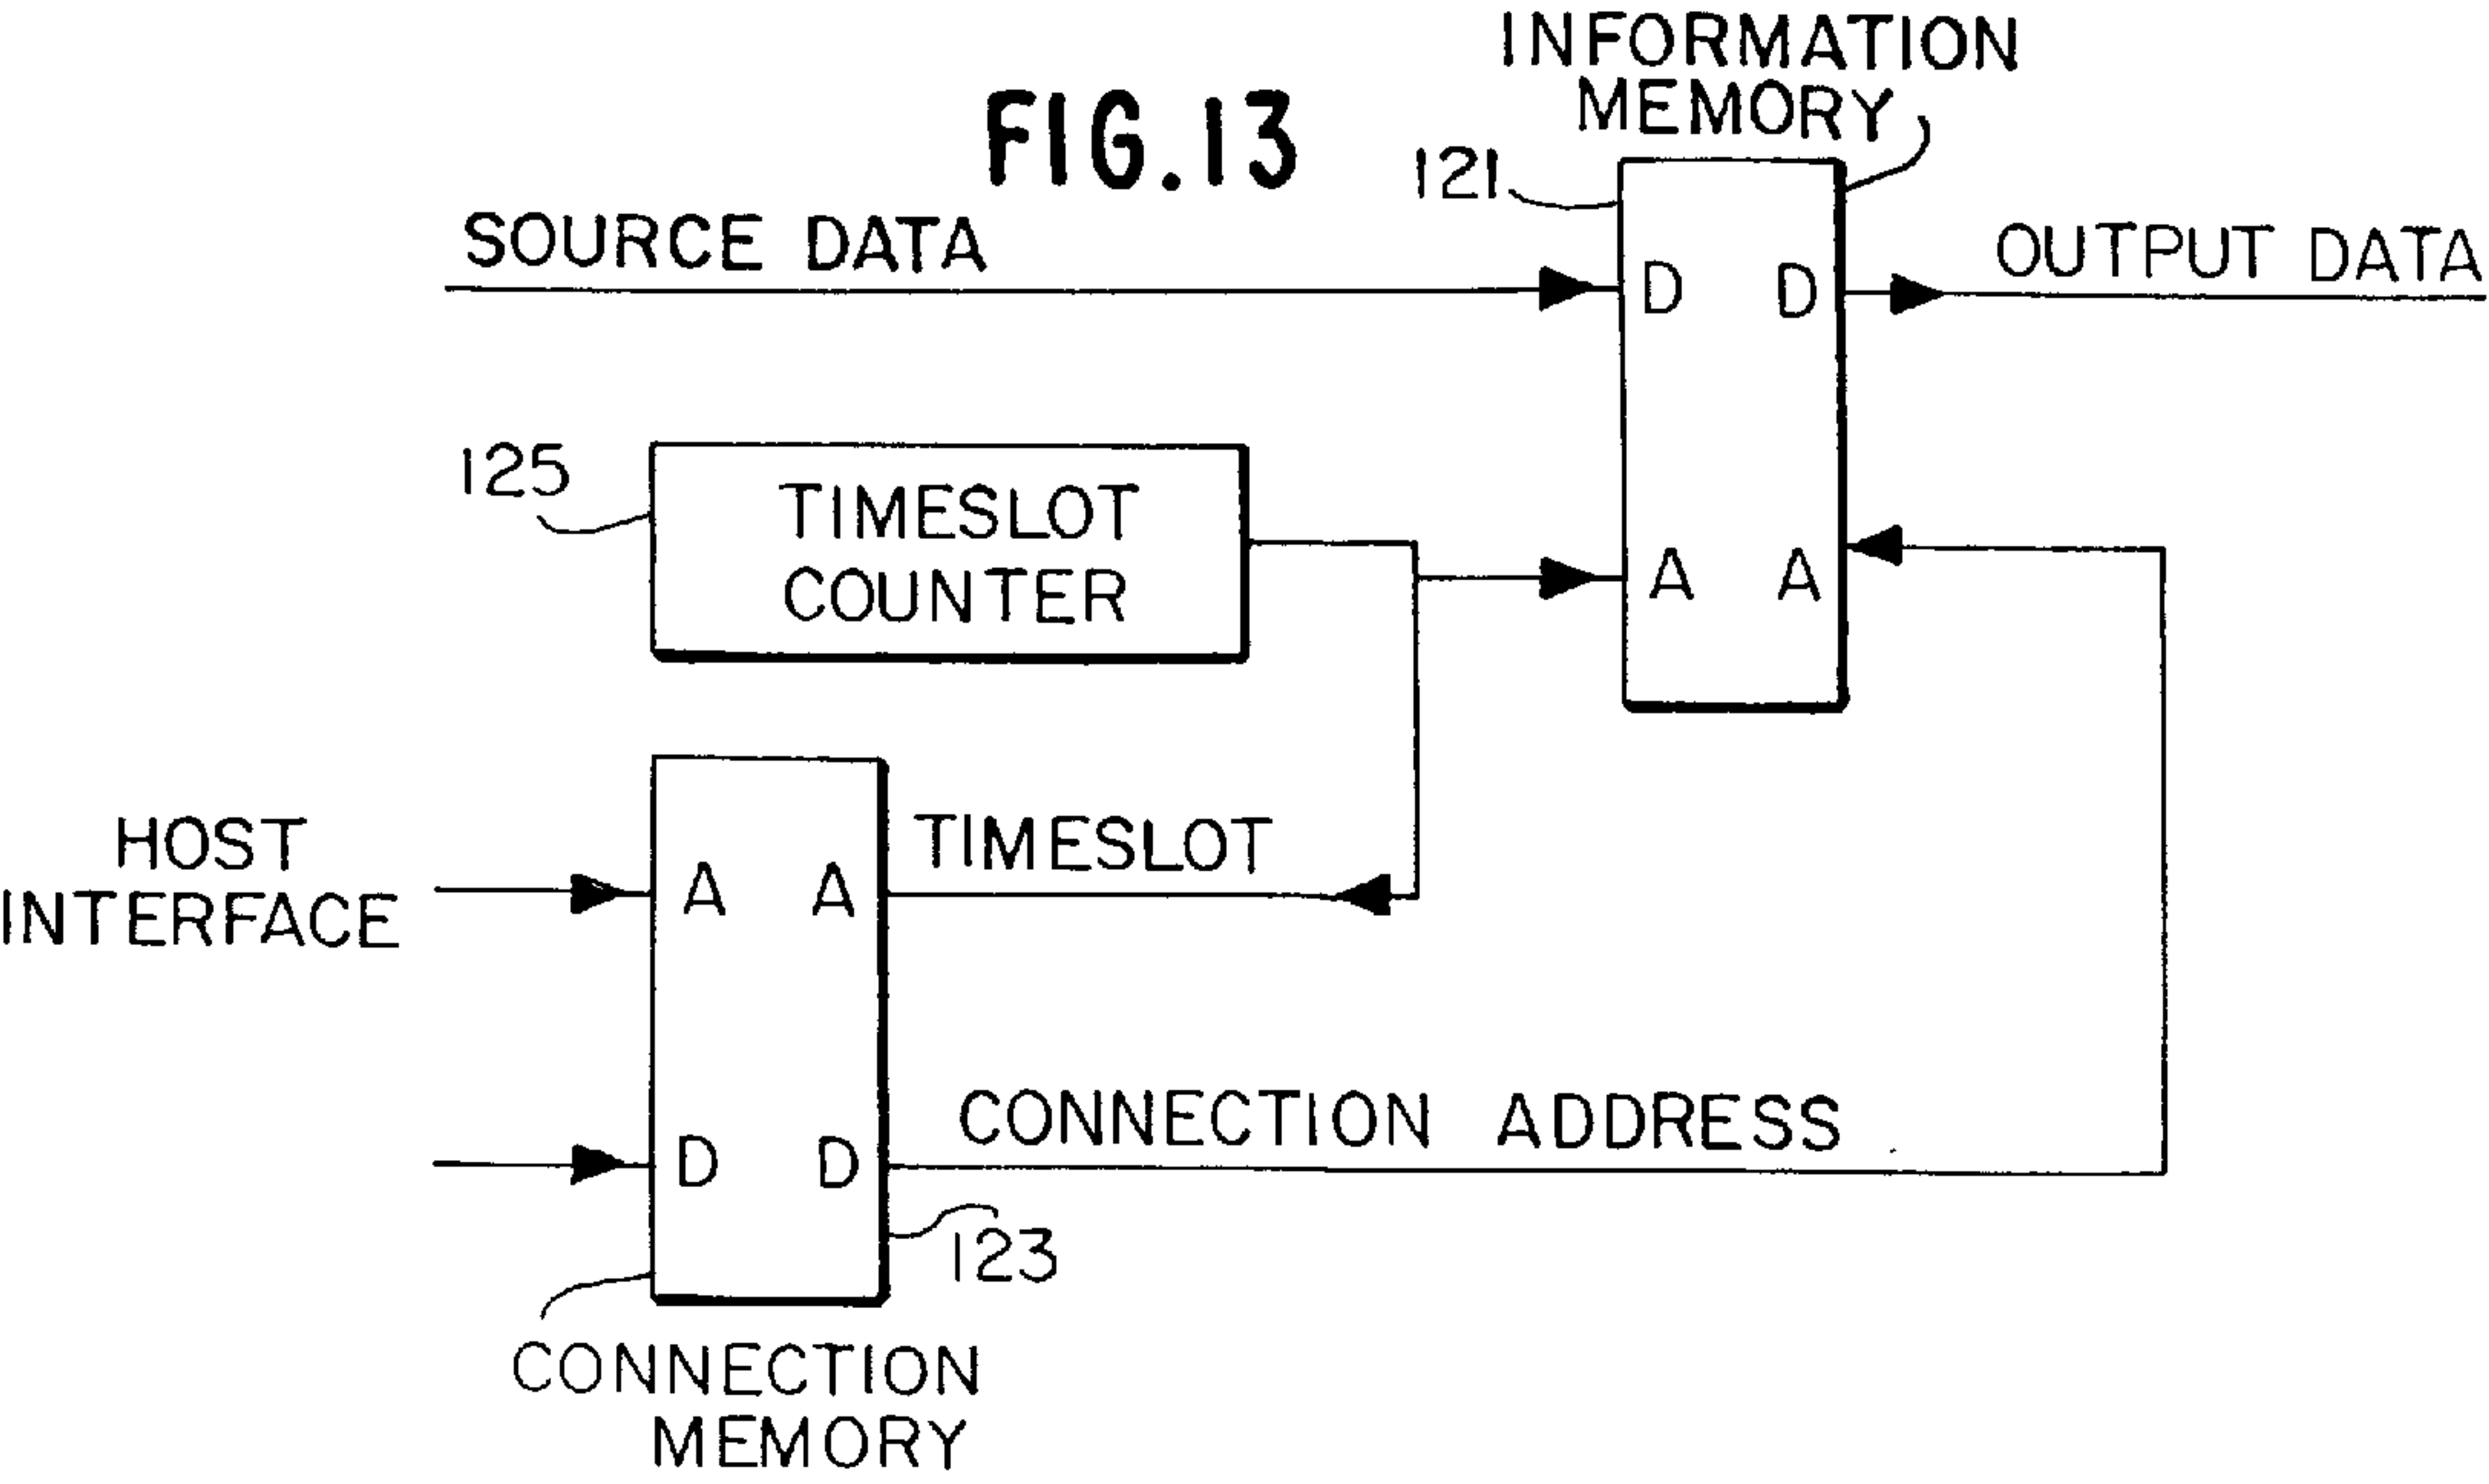 INFORMATION
MEMORY
FIG.13
121
SOURCE DATA
OUTPUT DATA
D D
125
TIMESLOT
COUNTER
A A
HOST
INTERFACE
TIMESLOT
A A
CONNECTION ADDRESS
D D
123
CONNECTION
MEMORY